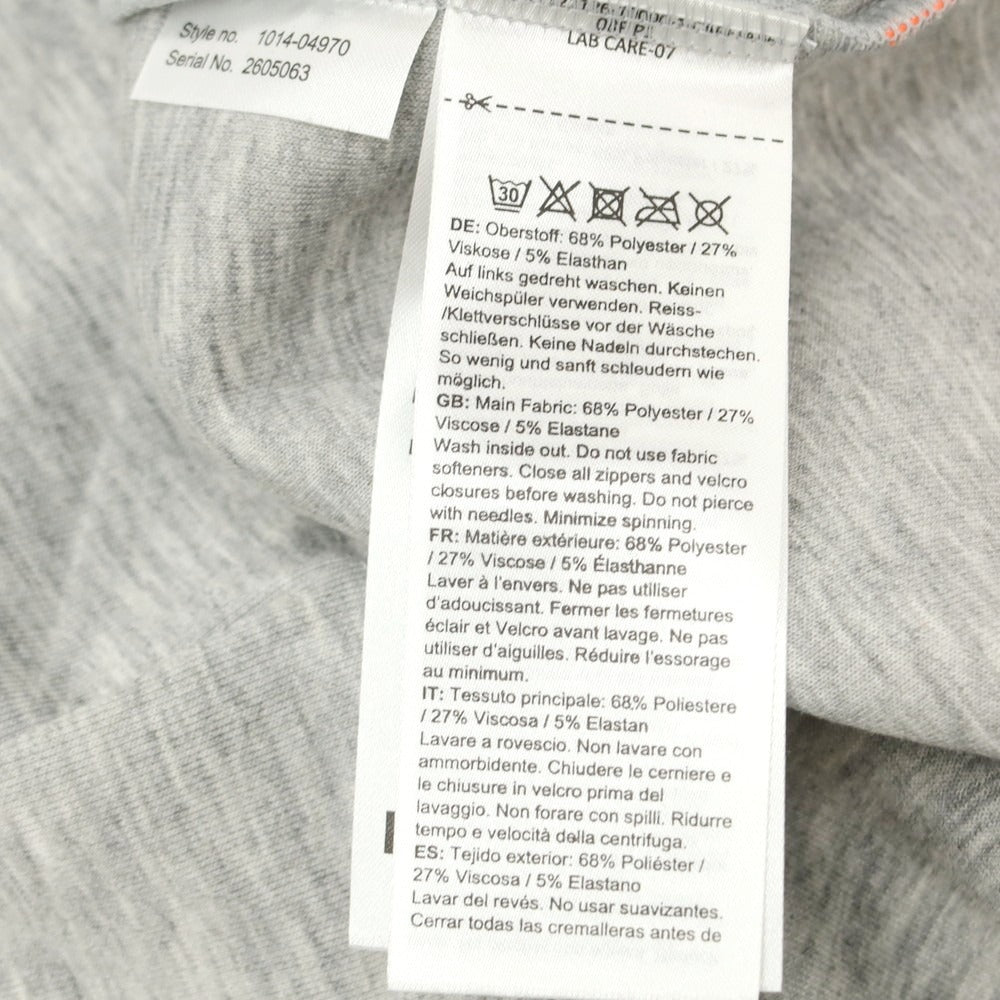 Style no. 1014-04970
Serial No. 2605063
LAB CARE-07
30
DE: Oberstoff: 68% Polyester / 27%
Viskose / 5% Elasthan
Auf links gedreht waschen. Keinen
Weichspüler verwenden. Reiss-
/Klettverschlüsse vor der Wäsche
schließen. Keine Nadeln durchstechen.
So wenig und sanft schleudern wie
möglich.
GB: Main Fabric: 68% Polyester / 27%
Viscose / 5% Elastane
Wash inside out. Do not use fabric
softeners. Close all zippers and velcro
closures before washing. Do not pierce
with needles. Minimize spinning.
FR: Matière extérieure: 68% Polyester
/ 27% Viscose / 5% Élasthanne
Laver à l'envers. Ne pas utiliser
d'adoucissant. Fermer les fermetures
éclair et Velcro avant lavage. Ne pas
utiliser d'aiguilles. Réduire l'essorage
au minimum.
IT: Tessuto principale: 68% Poliestere
/ 27% Viscosa / 5% Elastan
Lavare a rovescio. Non lavare con
ammorbidente. Chiudere le cerniere e
le chiusure in velcro prima del
lavaggio. Non forare con spilli. Ridurre
tempo e velocità della centrifuga.
ES: Tejido exterior: 68% Poliéster /
27% Viscosa / 5% Elastano
Lavar del revés. No usar suavizantes.
Cerrar todas las cremalleras antes de